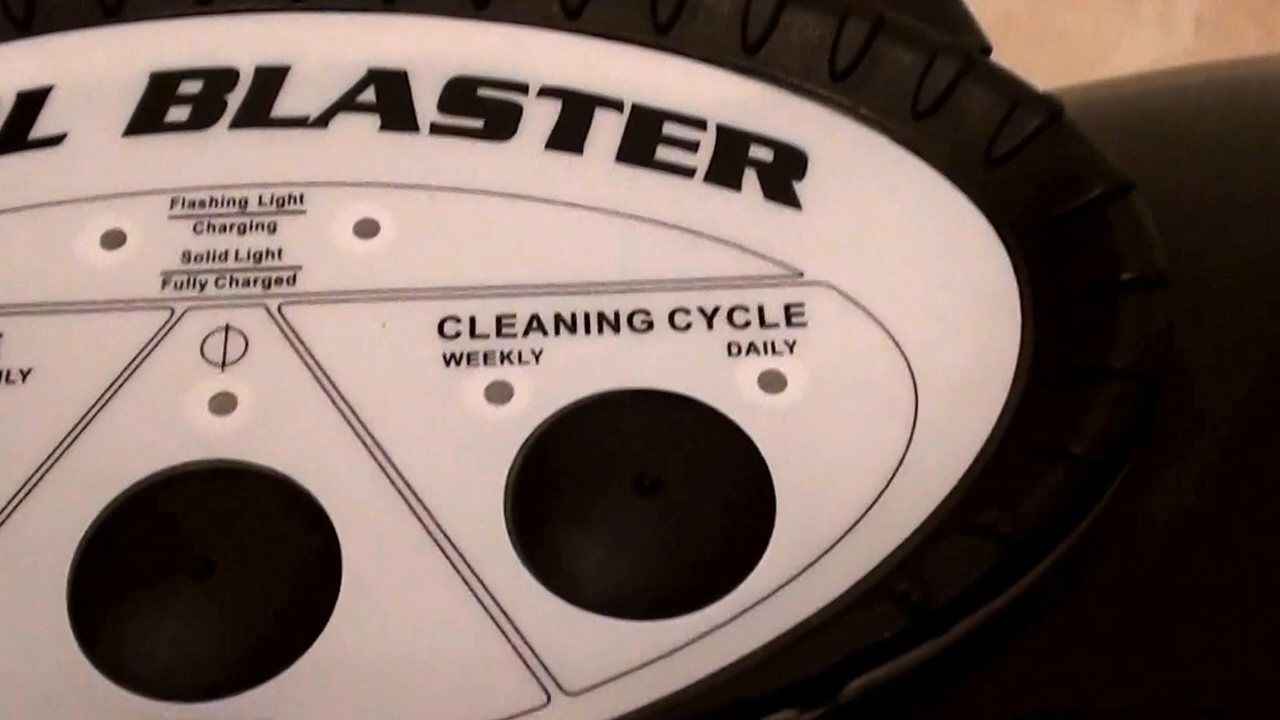 BLASTER
Flashing Light
Charging
Solid Light
Fully Charged
CLEANING CYCLE
WEEKLY
DAILY